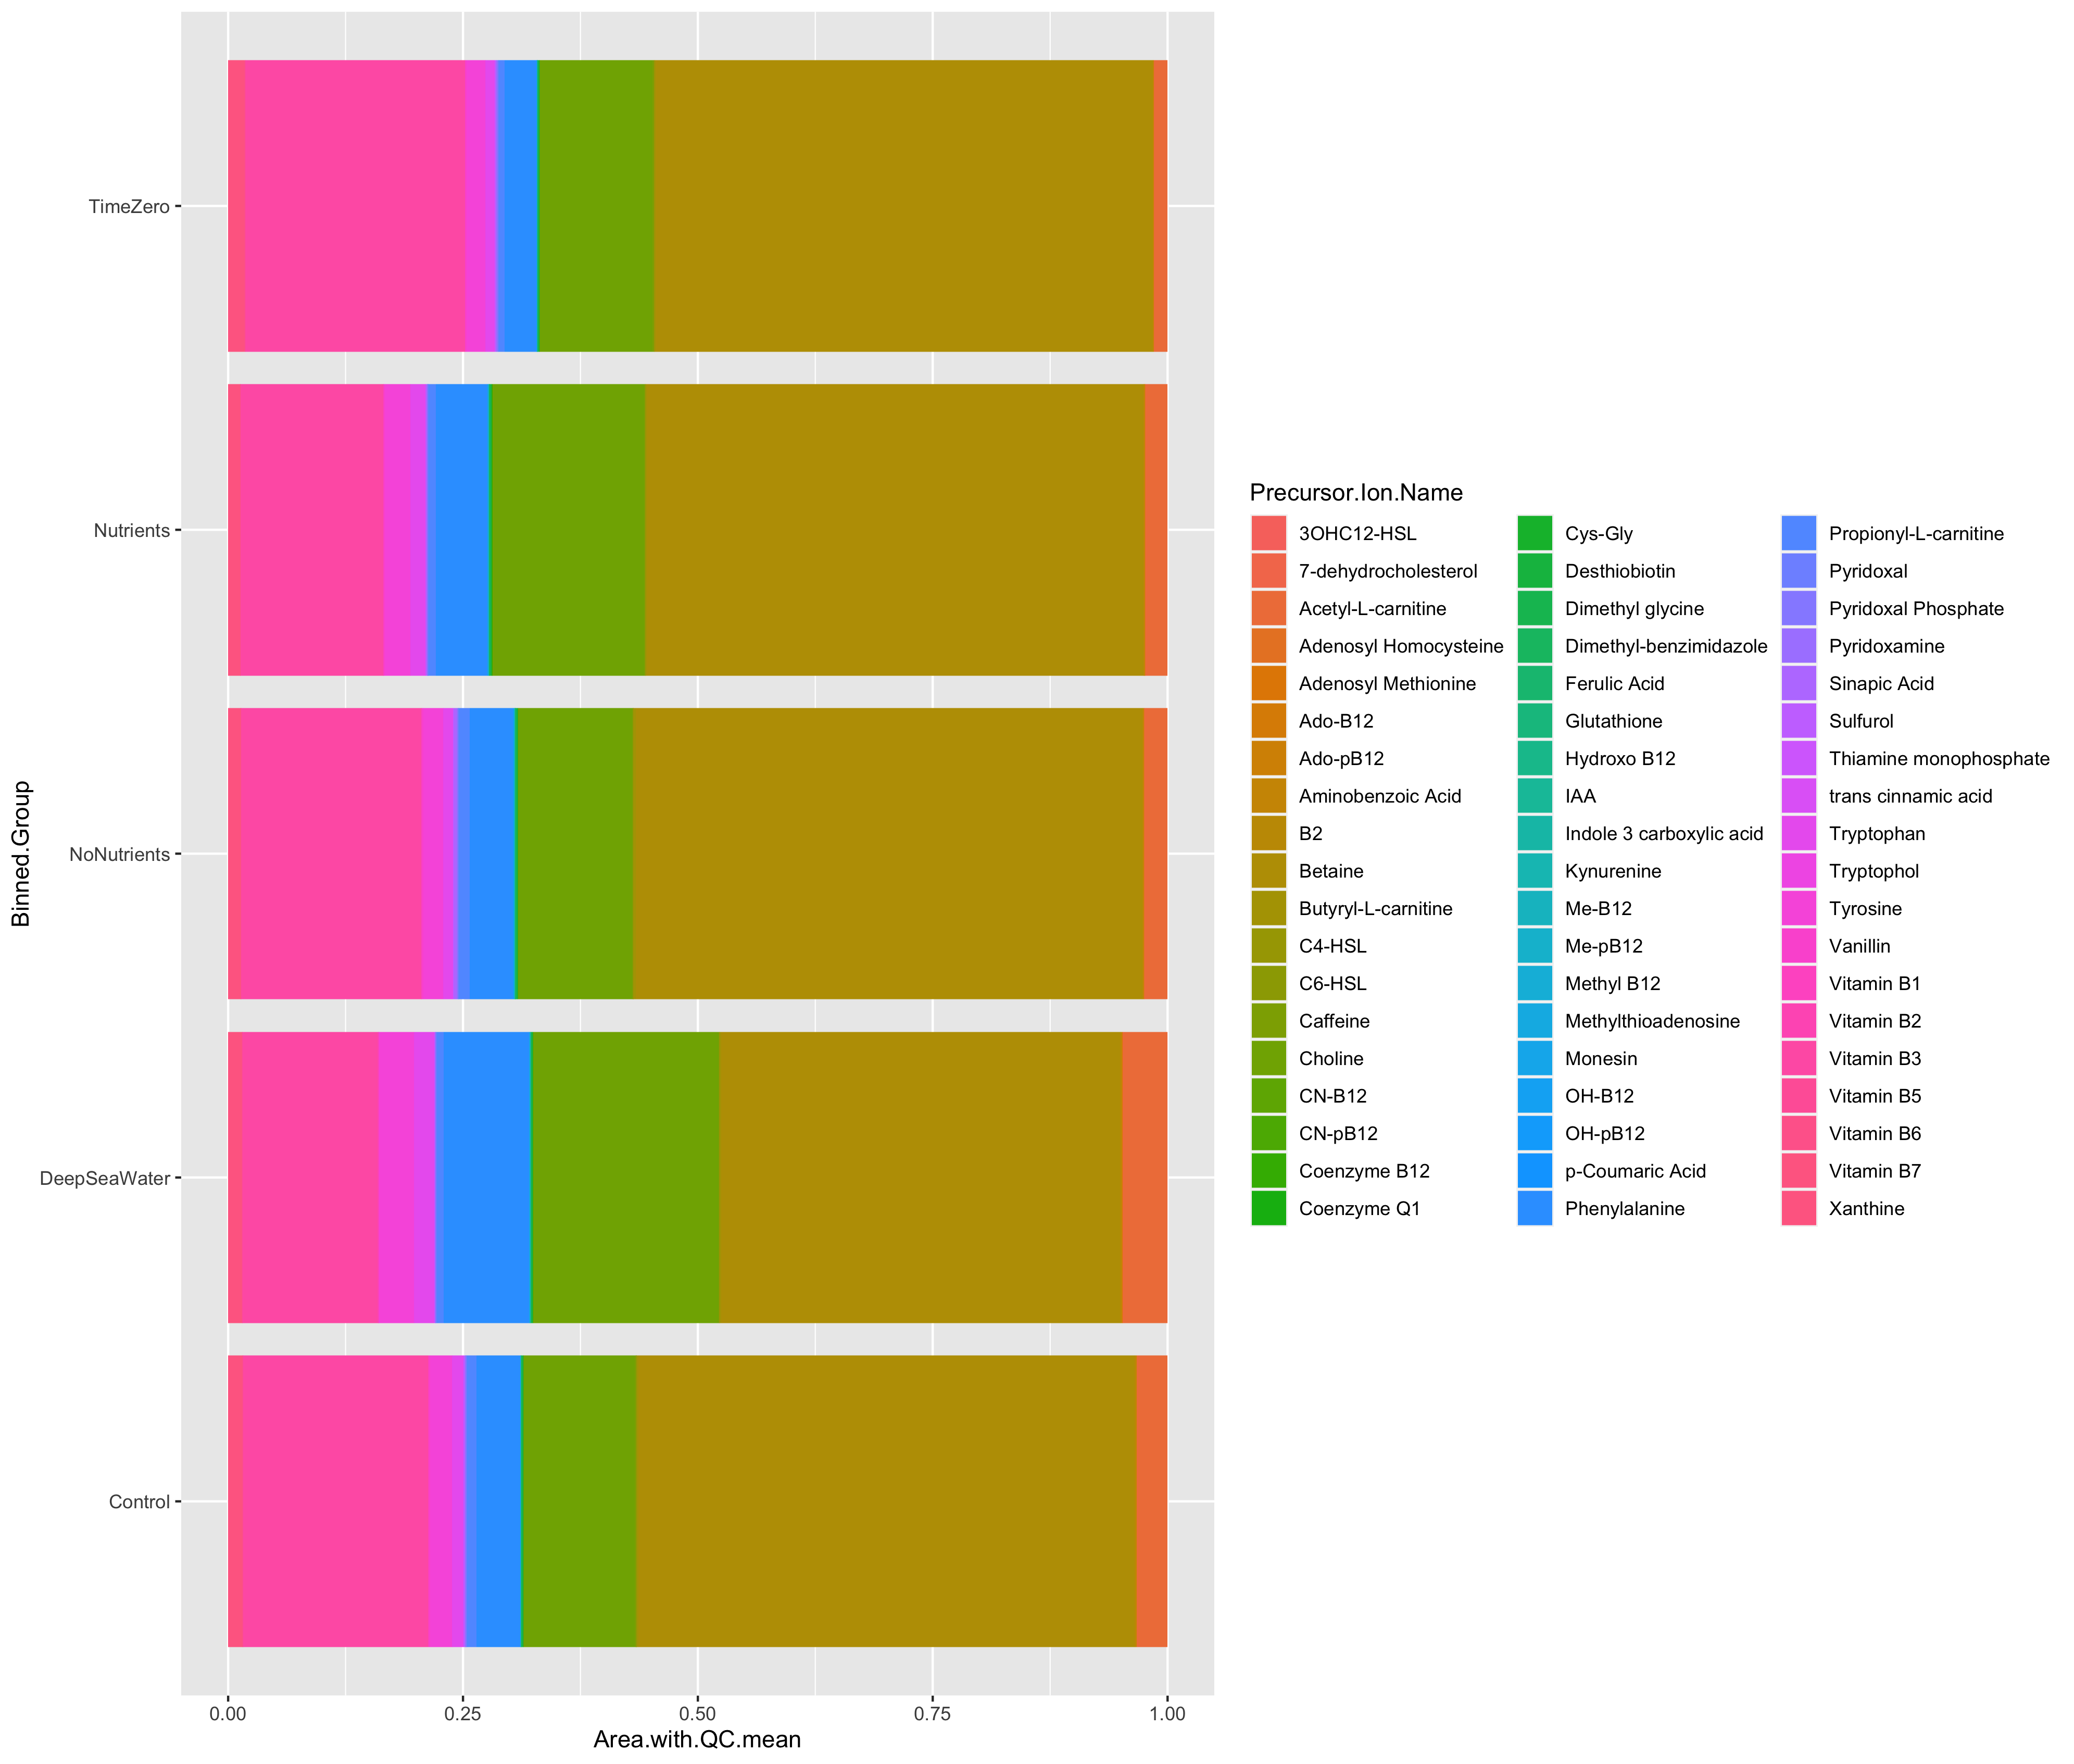 TimeZero
Nutrients
NoNutrients
DeepSeaWater
Control
Binned.Group
0.00 0.25 0.50 0.75 1.00
Area.with.QC.mean
Precursor.Ion.Name
3OHC12-HSL
7-dehydrocholesterol
Acetyl-L-carnitine
Adenosyl Homocysteine
Adenosyl Methionine
Ado-B12
Ado-pB12
Aminobenzoic Acid
B2
Betaine
Butyryl-L-carnitine
C4-HSL
C6-HSL
Caffeine
Choline
CN-B12
CN-pB12
Coenzyme B12
Coenzyme Q1
Cys-Gly
Desthiobiotin
Dimethyl glycine
Dimethyl-benzimidazole
Ferulic Acid
Glutathione
Hydroxo B12
IAA
Indole 3 carboxylic acid
Kynurenine
Me-B12
Me-pB12
Methyl B12
Methylthioadenosine
Monesin
OH-B12
OH-pB12
p-Coumaric Acid
Phenylalanine
Propionyl-L-carnitine
Pyridoxal
Pyridoxal Phosphate
Pyridoxamine
Sinapic Acid
Sulfurol
Thiamine monophosphate
trans cinnamic acid
Tryptophan
Tryptophol
Tyrosine
Vanillin
Vitamin B1
Vitamin B2
Vitamin B3
Vitamin B5
Vitamin B6
Vitamin B7
Xanthine